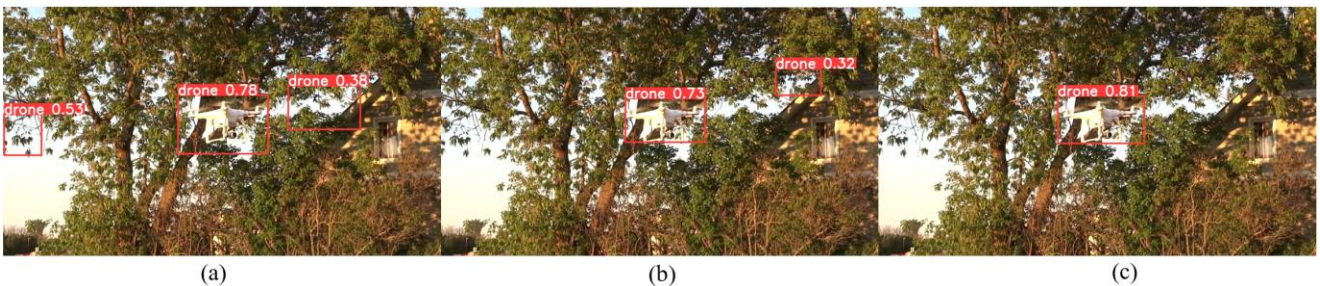 drone 0.53
drone 0.78
drone 0.38
drone 0.73
drone 0.32
drone 0.81
(a)
(b)
(c)